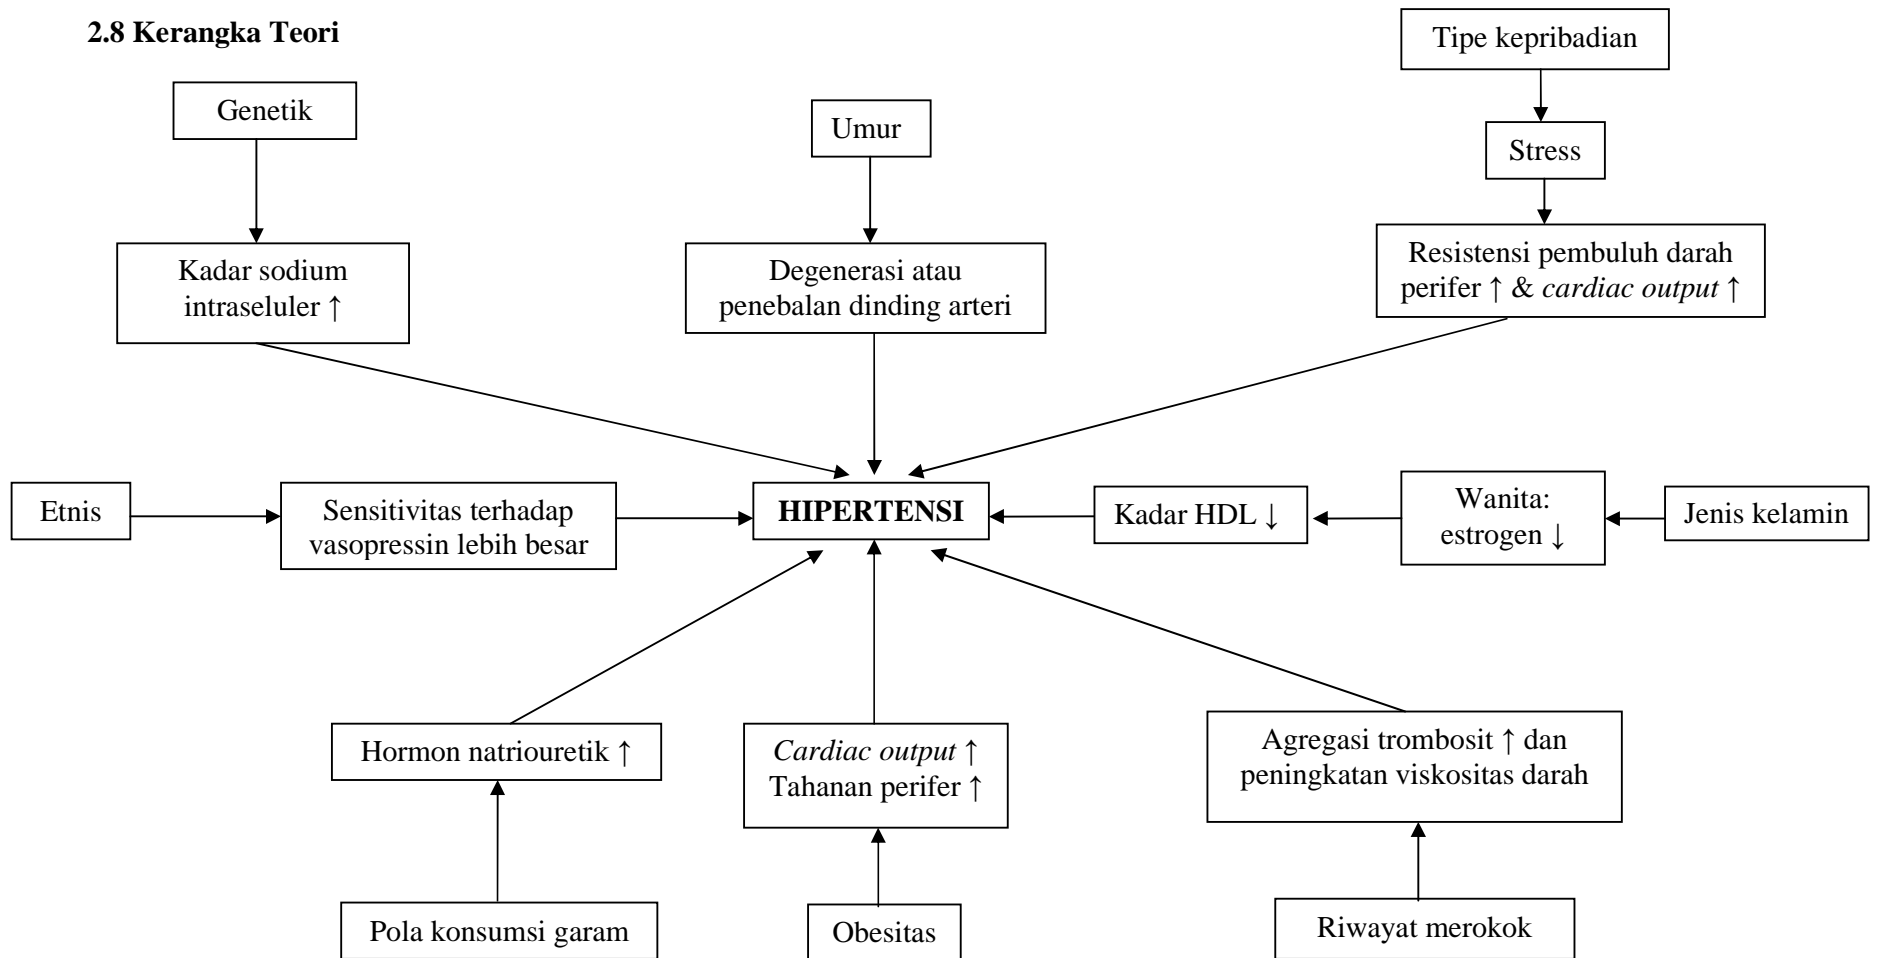 2.8 Kerangka Teori
Tipe kepribadian
Genetik
Umur
Stress
Kadar sodium
intraseluler ↑
Degenerasi atau
penebalan dinding arteri
Resistensi pembuluh darah
perifer ↑ & cardiac output ↑
Etnis
Sensitivitas terhadap
vasopressin lebih besar
HIPERTENSI
Kadar HDL ↓
Wanita:
estrogen ↓
Jenis kelamin
Hormon natriouretik ↑
Cardiac output ↑
Tahanan perifer ↑
Agregasi trombosit ↑ dan
peningkatan viskositas darah
Pola konsumsi garam
Obesitas
Riwayat merokok